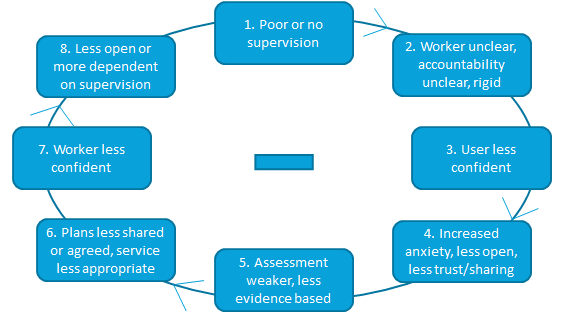 1. Poor or no
supervision
2. Worker unclear,
accountability
unclear, rigid
3. User less
confident
4. Increased
anxiety, less open,
less trust/sharing
5. Assessment
weaker, less
evidence based
6. Plans less shared
or agreed, service
less appropriate
7. Worker less
confident
8. Less open or
more dependent
on supervision